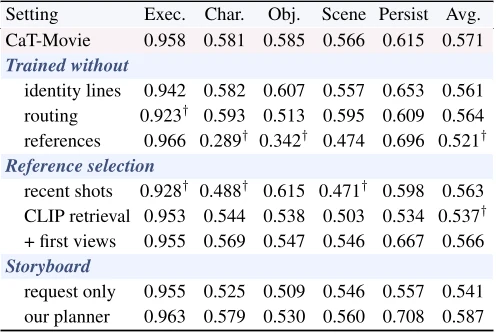 Setting Exec. Char. Obj. Scene Persist Avg.
CaT-Movie 0.958 0.581 0.585 0.566 0.615 0.571
Trained without
identity lines 0.942 0.582 0.607 0.557 0.653 0.561
routing 0.923† 0.593 0.513 0.595 0.609 0.564
references 0.966 0.289† 0.342† 0.474 0.696 0.521†
Reference selection
recent shots 0.928† 0.488† 0.615 0.471† 0.598 0.563
CLIP retrieval 0.953 0.544 0.538 0.503 0.534 0.537†
+ first views 0.955 0.569 0.547 0.546 0.667 0.566
Storyboard
request only 0.955 0.525 0.509 0.546 0.557 0.541
our planner 0.963 0.579 0.530 0.560 0.708 0.587